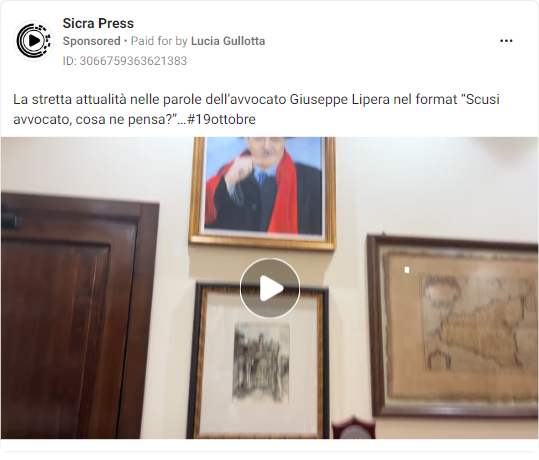 Sicra Press
Sponsored • Paid for by Lucia Gullotta
ID: 3066759363621383
La stretta attualità nelle parole dell’avvocato Giuseppe Lipera nel format “Scusi
avvocato, cosa ne pensa?”…#19ottobre